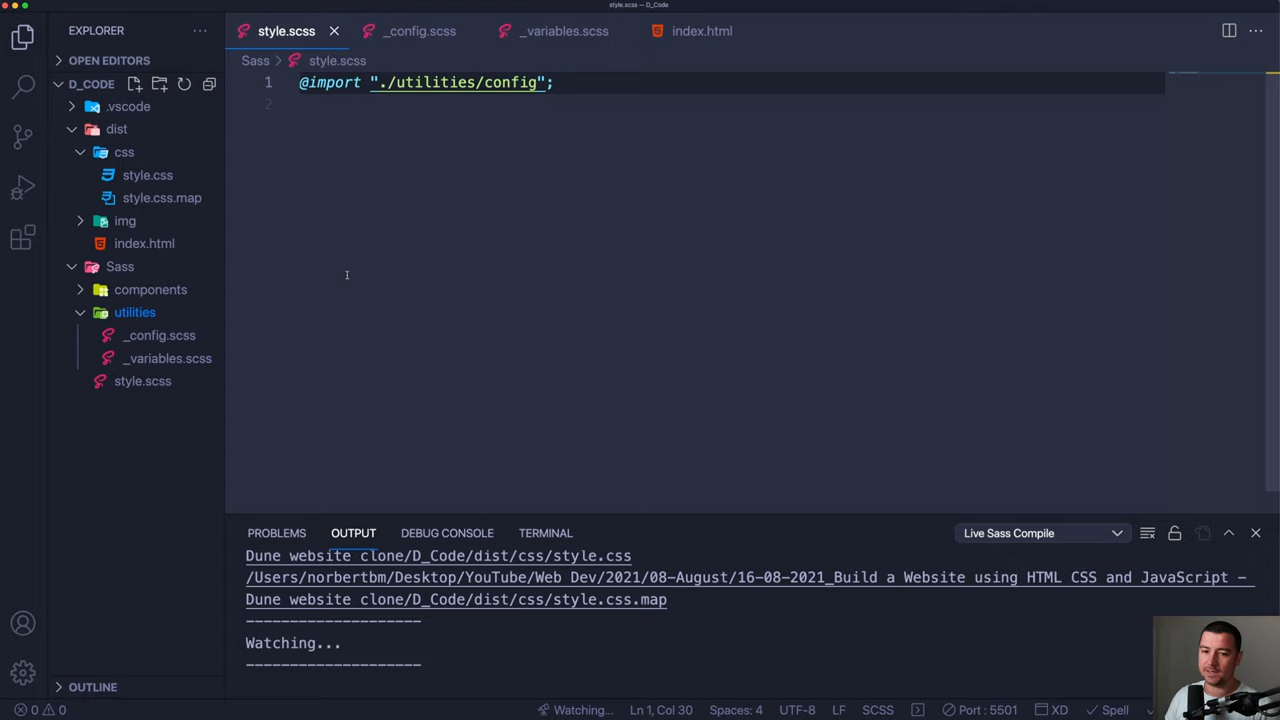 style.scss — D_Code
EXPLORER
OPEN EDITORS
D_CODE
.vscode
dist
css
style.css
style.css.map
img
index.html
Sass
components
utilities
_config.scss
_variables.scss
style.scss
OUTLINE
style.scss _config.scss _variables.scss index.html
Sass > style.scss
1 @import "./utilities/config";
2
PROBLEMS OUTPUT DEBUG CONSOLE TERMINAL Live Sass Compile
Dune website clone/D_Code/dist/css/style.css
/Users/norbertbm/Desktop/YouTube/Web Dev/2021/08-August/16-08-2021_Build a Website using HTML CSS and JavaScript –
Dune website clone/D_Code/dist/css/style.css.map
--------------------
Watching...
--------------------
0 0 Watching... Ln 1, Col 30 Spaces: 4 UTF-8 LF SCSS Port : 5501 XD Spell